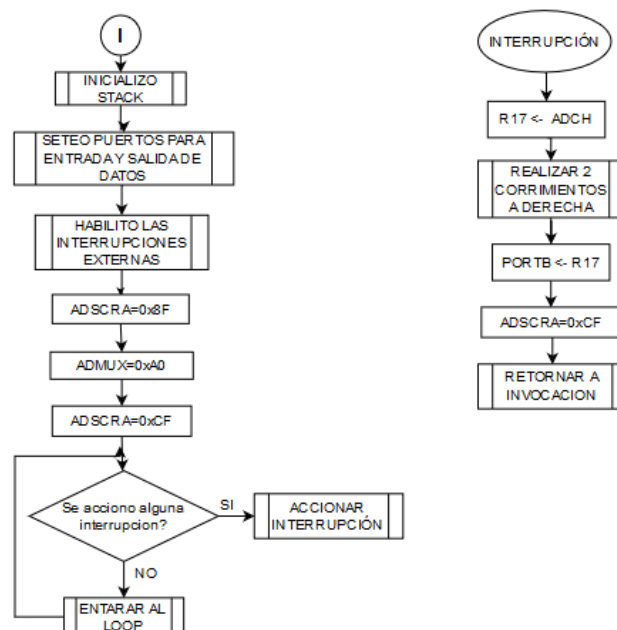 I
INICIALIZO
STACK
SETEO PUERTOS PARA
ENTRADA Y SALIDA DE
DATOS
HABILITO LAS
INTERRUPCIONES
EXTERNAS
ADSCRA=0x8F
ADMUX=0xA0
ADSCRA=0xCF
Se acciono alguna
interrupcion?
SI
ACCIONAR
INTERRUPCIÓN
NO
ENTARAR AL
LOOP
INTERRUPCIÓN
R17 <- ADCH
REALIZAR 2
CORRIMIENTOS
A DERECHA
PORTB <- R17
ADSCRA=0xCF
RETORNAR A
INVOCACION